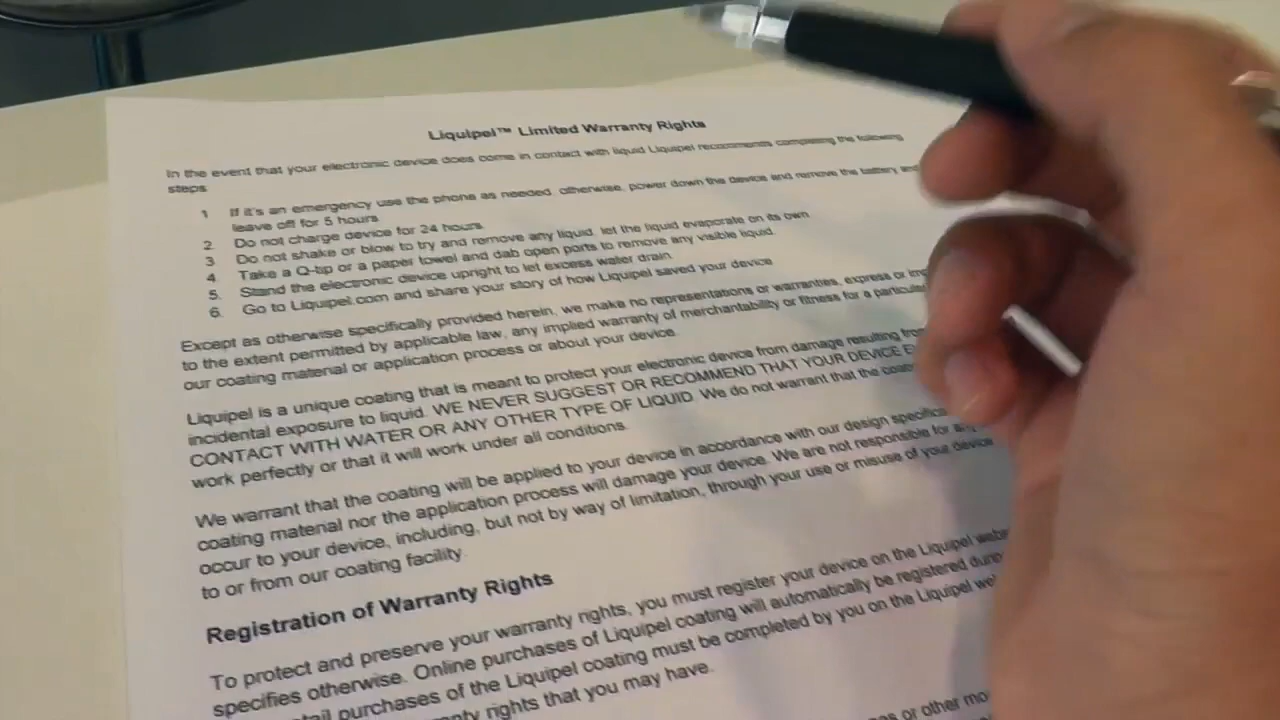 Liquipel™ Limited Warranty Rights
In the event that your electronic device does come in contact with liquid Liquipel recommends completing the following
steps
1 If it's an emergency use the phone as needed. otherwise, power down the device and remove the battery and
leave off for 5 hours
2. Do not charge device for 24 hours.
3. Do not shake or blow to try and remove any liquid, let the liquid evaporate on its own
4. Take a Q-tip or a paper towel and dab open ports to remove any visible liquid.
5. Stand the electronic device upright to let excess water drain.
6. Go to Liquipel.com and share your story of how Liquipel saved your device
Except as otherwise specifically provided herein, we make no representations or warranties, express or
to the extent permitted by applicable law, any implied warranty of merchantability or fitness for a particular
our coating material or application process or about your device.
Liquipel is a unique coating that is meant to protect your electronic device from damage resulting from
incidental exposure to liquid. WE NEVER SUGGEST OR RECOMMEND THAT YOUR DEVICE
CONTACT WITH WATER OR ANY OTHER TYPE OF LIQUID. We do not warrant that the
work perfectly or that it will work under all conditions.
We warrant that the coating will be applied to your device in accordance with our design
coating material nor the application process will damage your device. We are not responsible for
occur to your device, including, but not by way of limitation, through your use or misuse of your device
to or from our coating facility.
Registration of Warranty Rights
To protect and preserve your warranty rights, you must register your device on the Liquipel
specifies otherwise. Online purchases of Liquipel coating will automatically be registered
purchases of the Liquipel coating must be completed by you on the Liquipel
rights that you may have.
or other